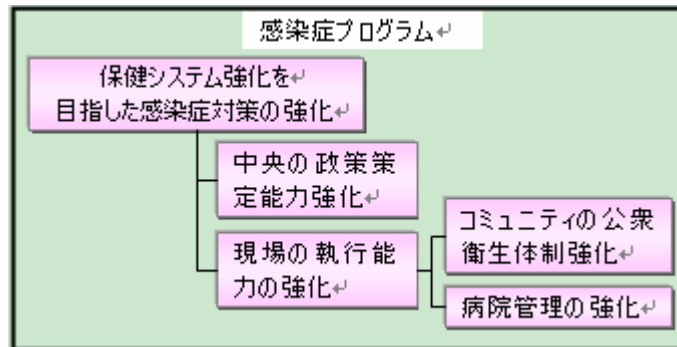 感染症プログラム↵
保健システム強化を↵
目指した感染症対策の強化↵
中央の政策策
定能力強化↵
現場の執行能
力の強化↵
コミュニティの公衆
衛生体制強化↵
病院管理の強化↵